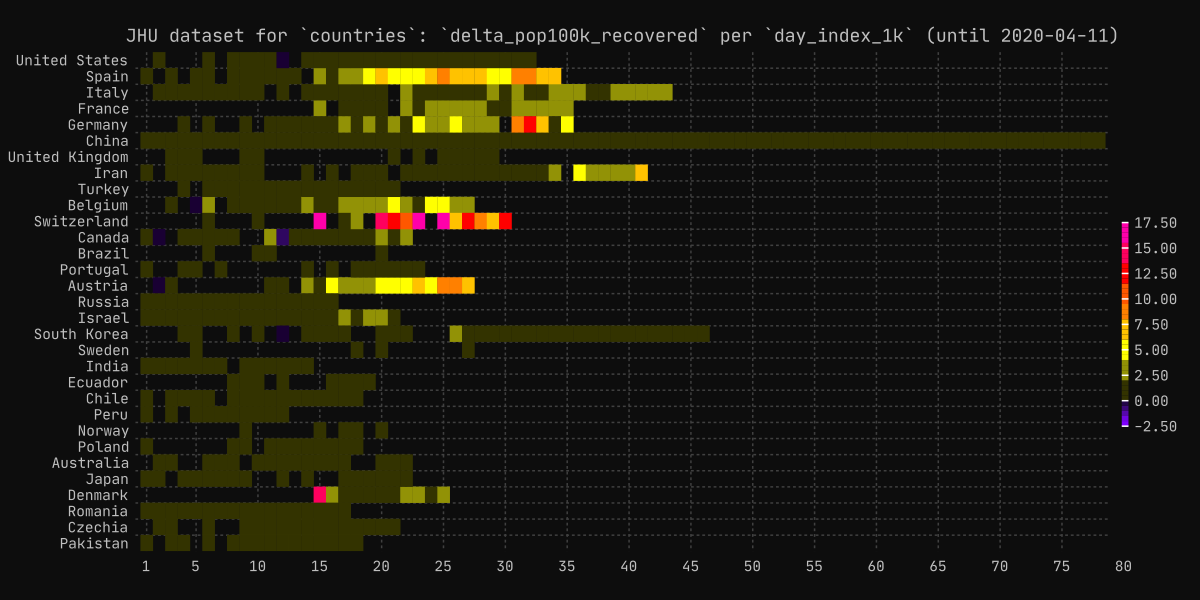 JHU dataset for `countries`: `delta_pop100k_recovered` per `day_index_1k` (until 2020-04-11)
United States
Spain
Italy
France
Germany
China
United Kingdom
Iran
Turkey
Belgium
Switzerland
Canada
Brazil
Portugal
Austria
Russia
Israel
South Korea
Sweden
India
Ecuador
Chile
Peru
Norway
Poland
Australia
Japan
Denmark
Romania
Czechia
Pakistan
17.50
15.00
12.50
10.00
7.50
5.00
2.50
0.00
−2.50
1 5 10 15 20 25 30 35 40 45 50 55 60 65 70 75 80